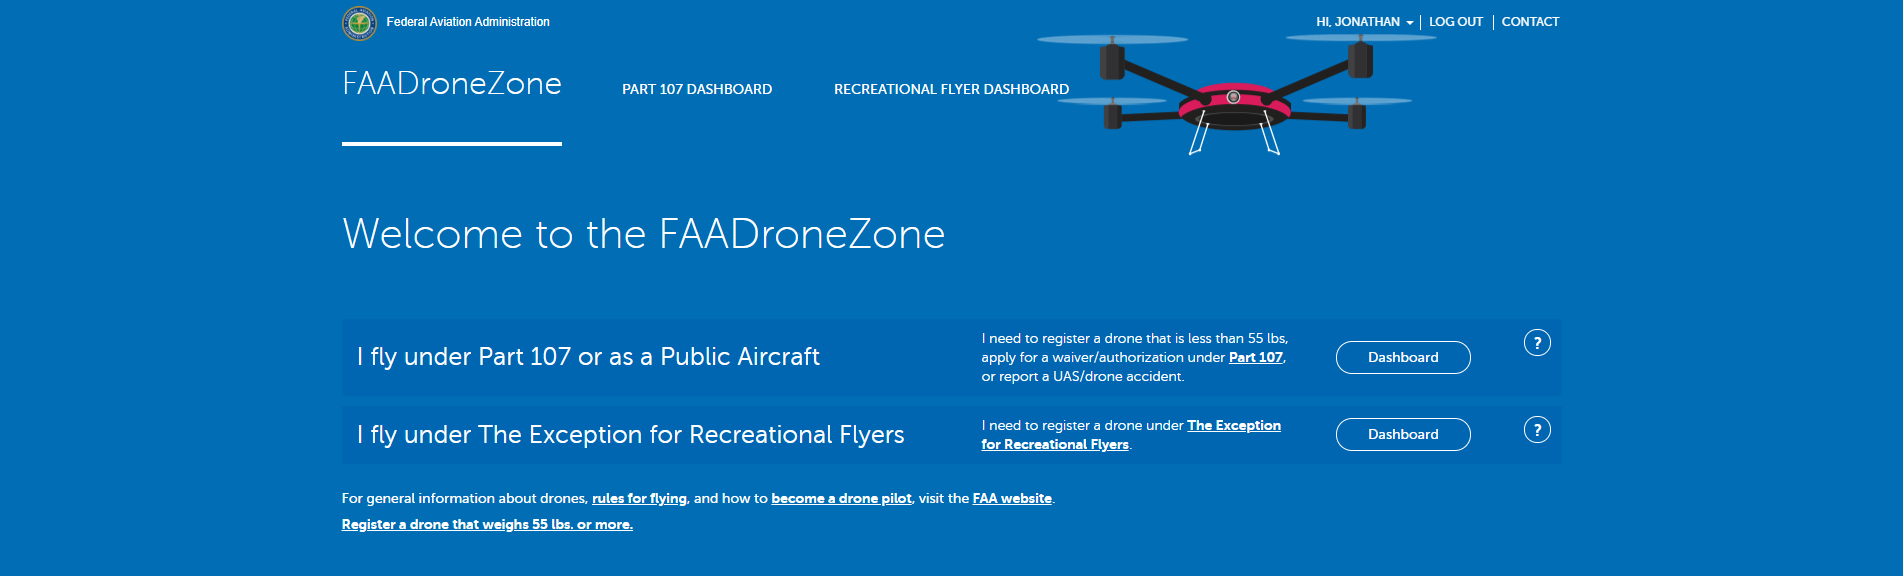 Federal Aviation Administration
HI, JONATHAN
LOG OUT
CONTACT
FAADroneZone
PART 107 DASHBOARD
RECREATIONAL FLYER DASHBOARD
Welcome to the FAADroneZone
I fly under Part 107 or as a Public Aircraft
I need to register a drone that is less than 55 lbs,
apply for a waiver/authorization under Part 107,
or report a UAS/drone accident.
Dashboard
?
I fly under The Exception for Recreational Flyers
I need to register a drone under The Exception
for Recreational Flyers.
Dashboard
?
For general information about drones, rules for flying, and how to become a drone pilot, visit the FAA website.
Register a drone that weighs 55 lbs. or more.